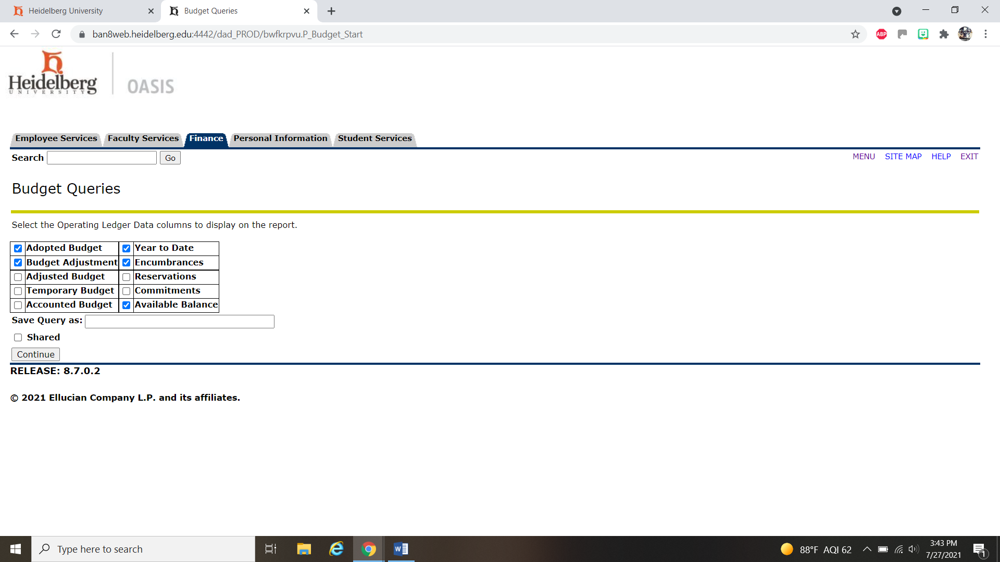 Heidelberg University
Budget Queries
ban8web.heidelberg.edu:4442/dad_PROD/bwfkrpvu.P_Budget_Start
ABP
Heidelberg
UNIVERSITY
OASIS
Employee Services Faculty Services Finance Personal Information Student Services
Search Go
MENU SITE MAP HELP EXIT
Budget Queries
Select the Operating Ledger Data columns to display on the report.
Adopted Budget Year to Date
Budget Adjustment Encumbrances
Adjusted Budget Reservations
Temporary Budget Commitments
Accounted Budget Available Balance
Save Query as:
Shared
Continue
RELEASE: 8.7.0.2
© 2021 Ellucian Company L.P. and its affiliates.
Type here to search
88°F AQI 62
3:43 PM
7/27/2021
1